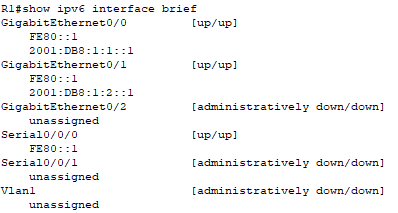 R1#show ipv6 interface brief
GigabitEthernet0/0 [up/up]
FE80::1
2001:DB8:1:1::1
GigabitEthernet0/1 [up/up]
FE80::1
2001:DB8:1:2::1
GigabitEthernet0/2 [administratively down/down]
unassigned
Serial0/0/0 [up/up]
FE80::1
Serial0/0/1 [administratively down/down]
unassigned
Vlan1 [administratively down/down]
unassigned